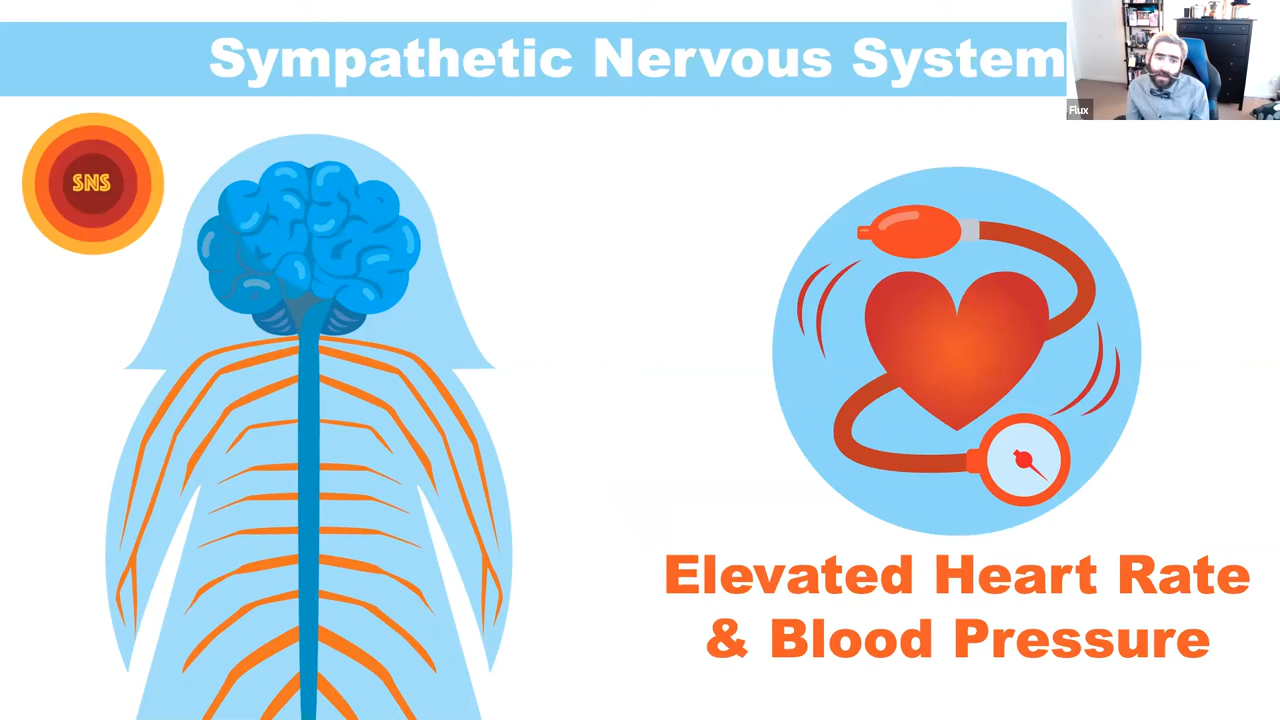 Sympathetic Nervous System
Flux
SNS
Elevated Heart Rate
& Blood Pressure